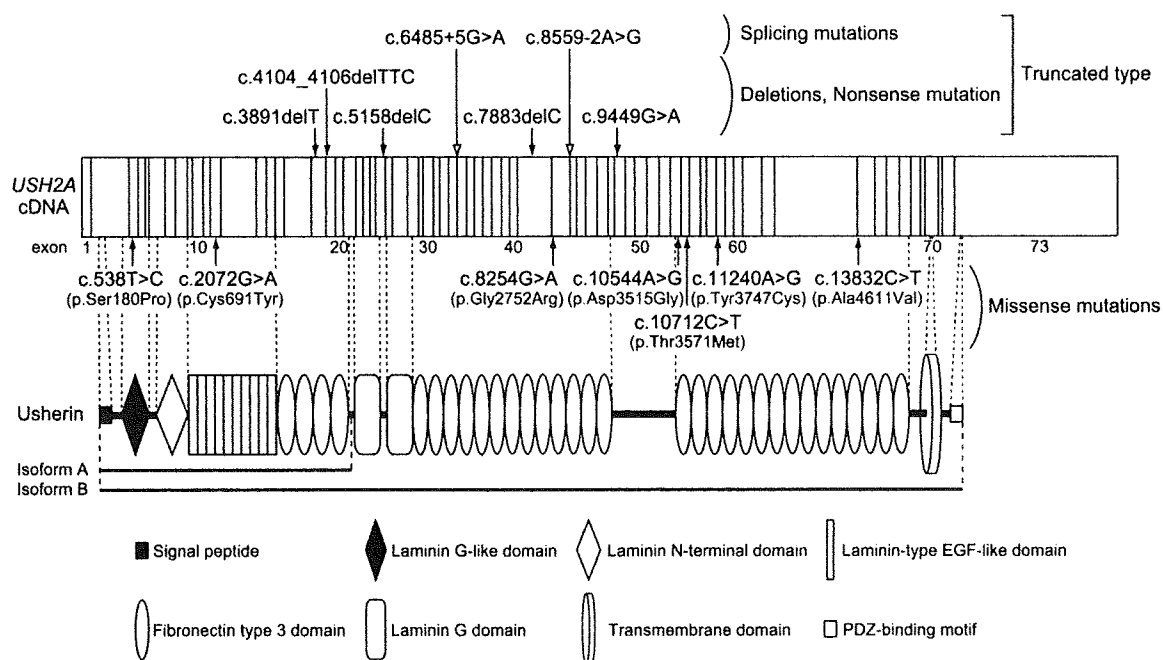 c.6485+5G>A c.8559-2A>G Splicing mutations
c.4104_4106delTTC Deletions, Nonsense mutation Truncated type
c.3891delT c.5158delC c.7883delC c.9449G>A
USH2A
cDNA
exon 1 10 20 30 40 50 60 70 73
c.538T>C c.2072G>A c.8254G>A c.10544A>G c.11240A>G c.13832C>T
(p.Ser180Pro) (p.Cys691Tyr) (p.Gly2752Arg) (p.Asp3515Gly) (p.Tyr3747Cys) (p.Ala4611Val) Missense mutations
c.10712C>T
(p.Thr3571Met)
Usherin
Isoform A
Isoform B
Signal peptide Laminin G-like domain Laminin N-terminal domain Laminin-type EGF-like domain
Fibronectin type 3 domain Laminin G domain Transmembrane domain PDZ-binding motif